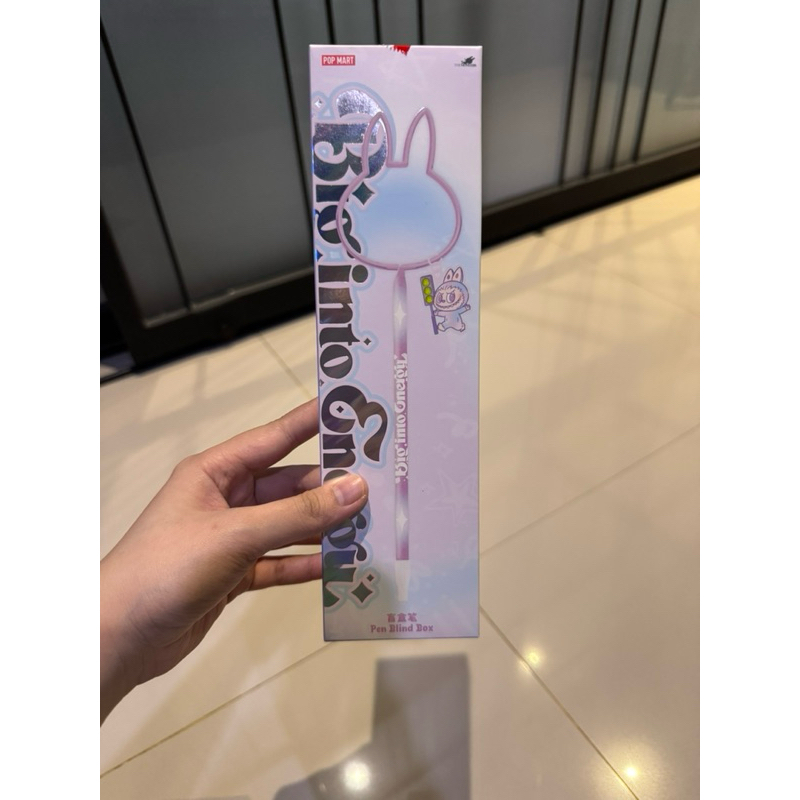 POP MART
Big into Energy
Big into Energy
盲盒笔
Pen Blind Box